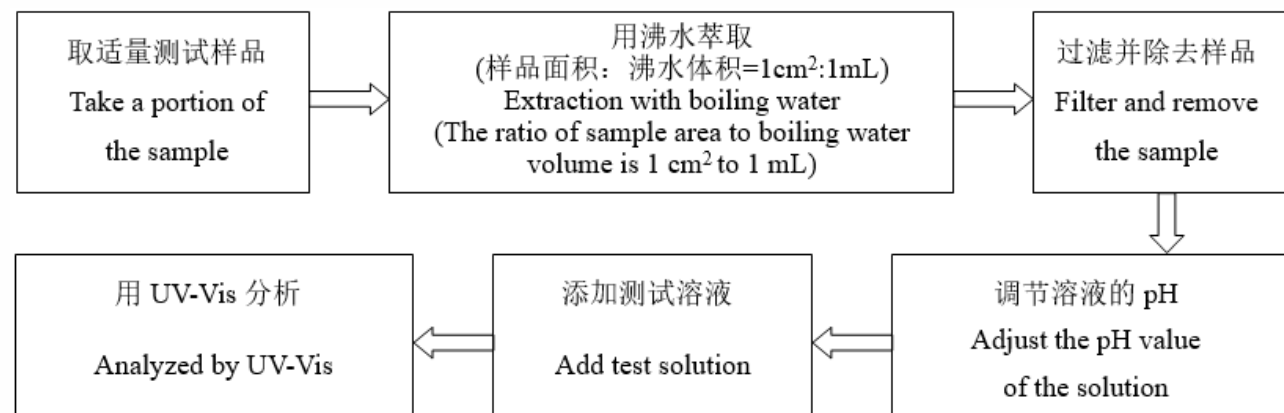 取适量测试样品
Take a portion of
the sample
用沸水萃取
(样品面积：沸水体积=1cm²:1mL)
Extraction with boiling water
(The ratio of sample area to boiling water
volume is 1 cm² to 1 mL)
过滤并除去样品
Filter and remove
the sample
调节溶液的 pH
Adjust the pH value
of the solution
添加测试溶液
Add test solution
用 UV-Vis 分析
Analyzed by UV-Vis